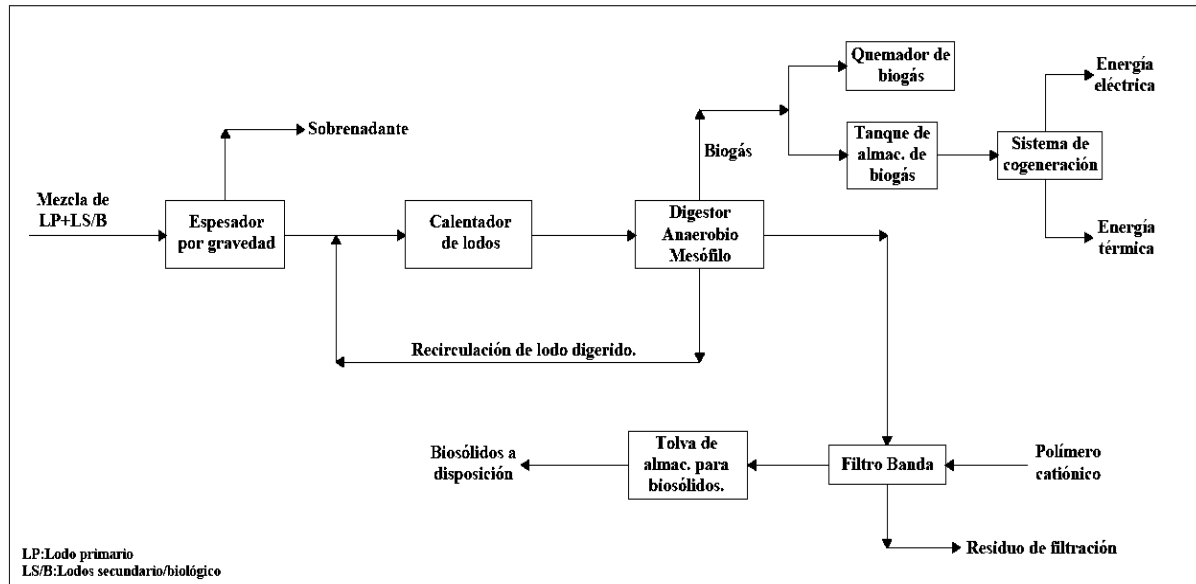 Quemador de
biogás
Energía
eléctrica
Sobrenadante
Biogás
Tanque de
almac. de
biogás
Sistema de
cogeneración
Mezcla de
LP+LS/B
Espesador
por gravedad
Calentador
de lodos
Digestor
Anaerobio
Mesófilo
Energía
térmica
Recirculación de lodo digerido.
Biosólidos a
disposición
Tolva de
almac. para
biosólidos.
Filtro Banda
Polímero
catiónico
Residuo de filtración
LP:Lodo primario
LS/B:Lodos secundario/biológico